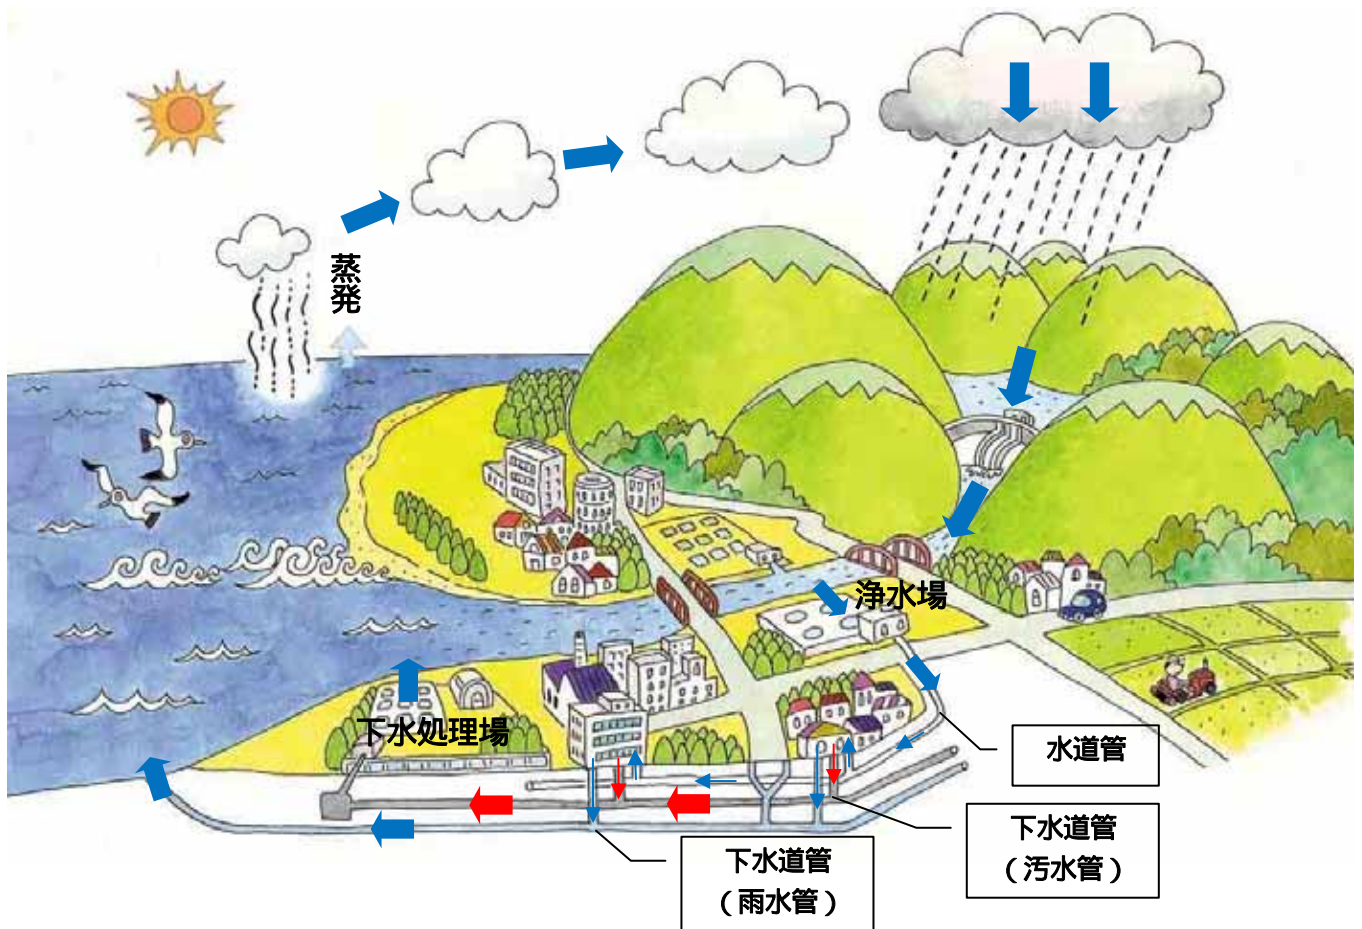 蒸発
浄水場
下水処理場
水道管
下水道管
（汚水管）
下水道管
（雨水管）